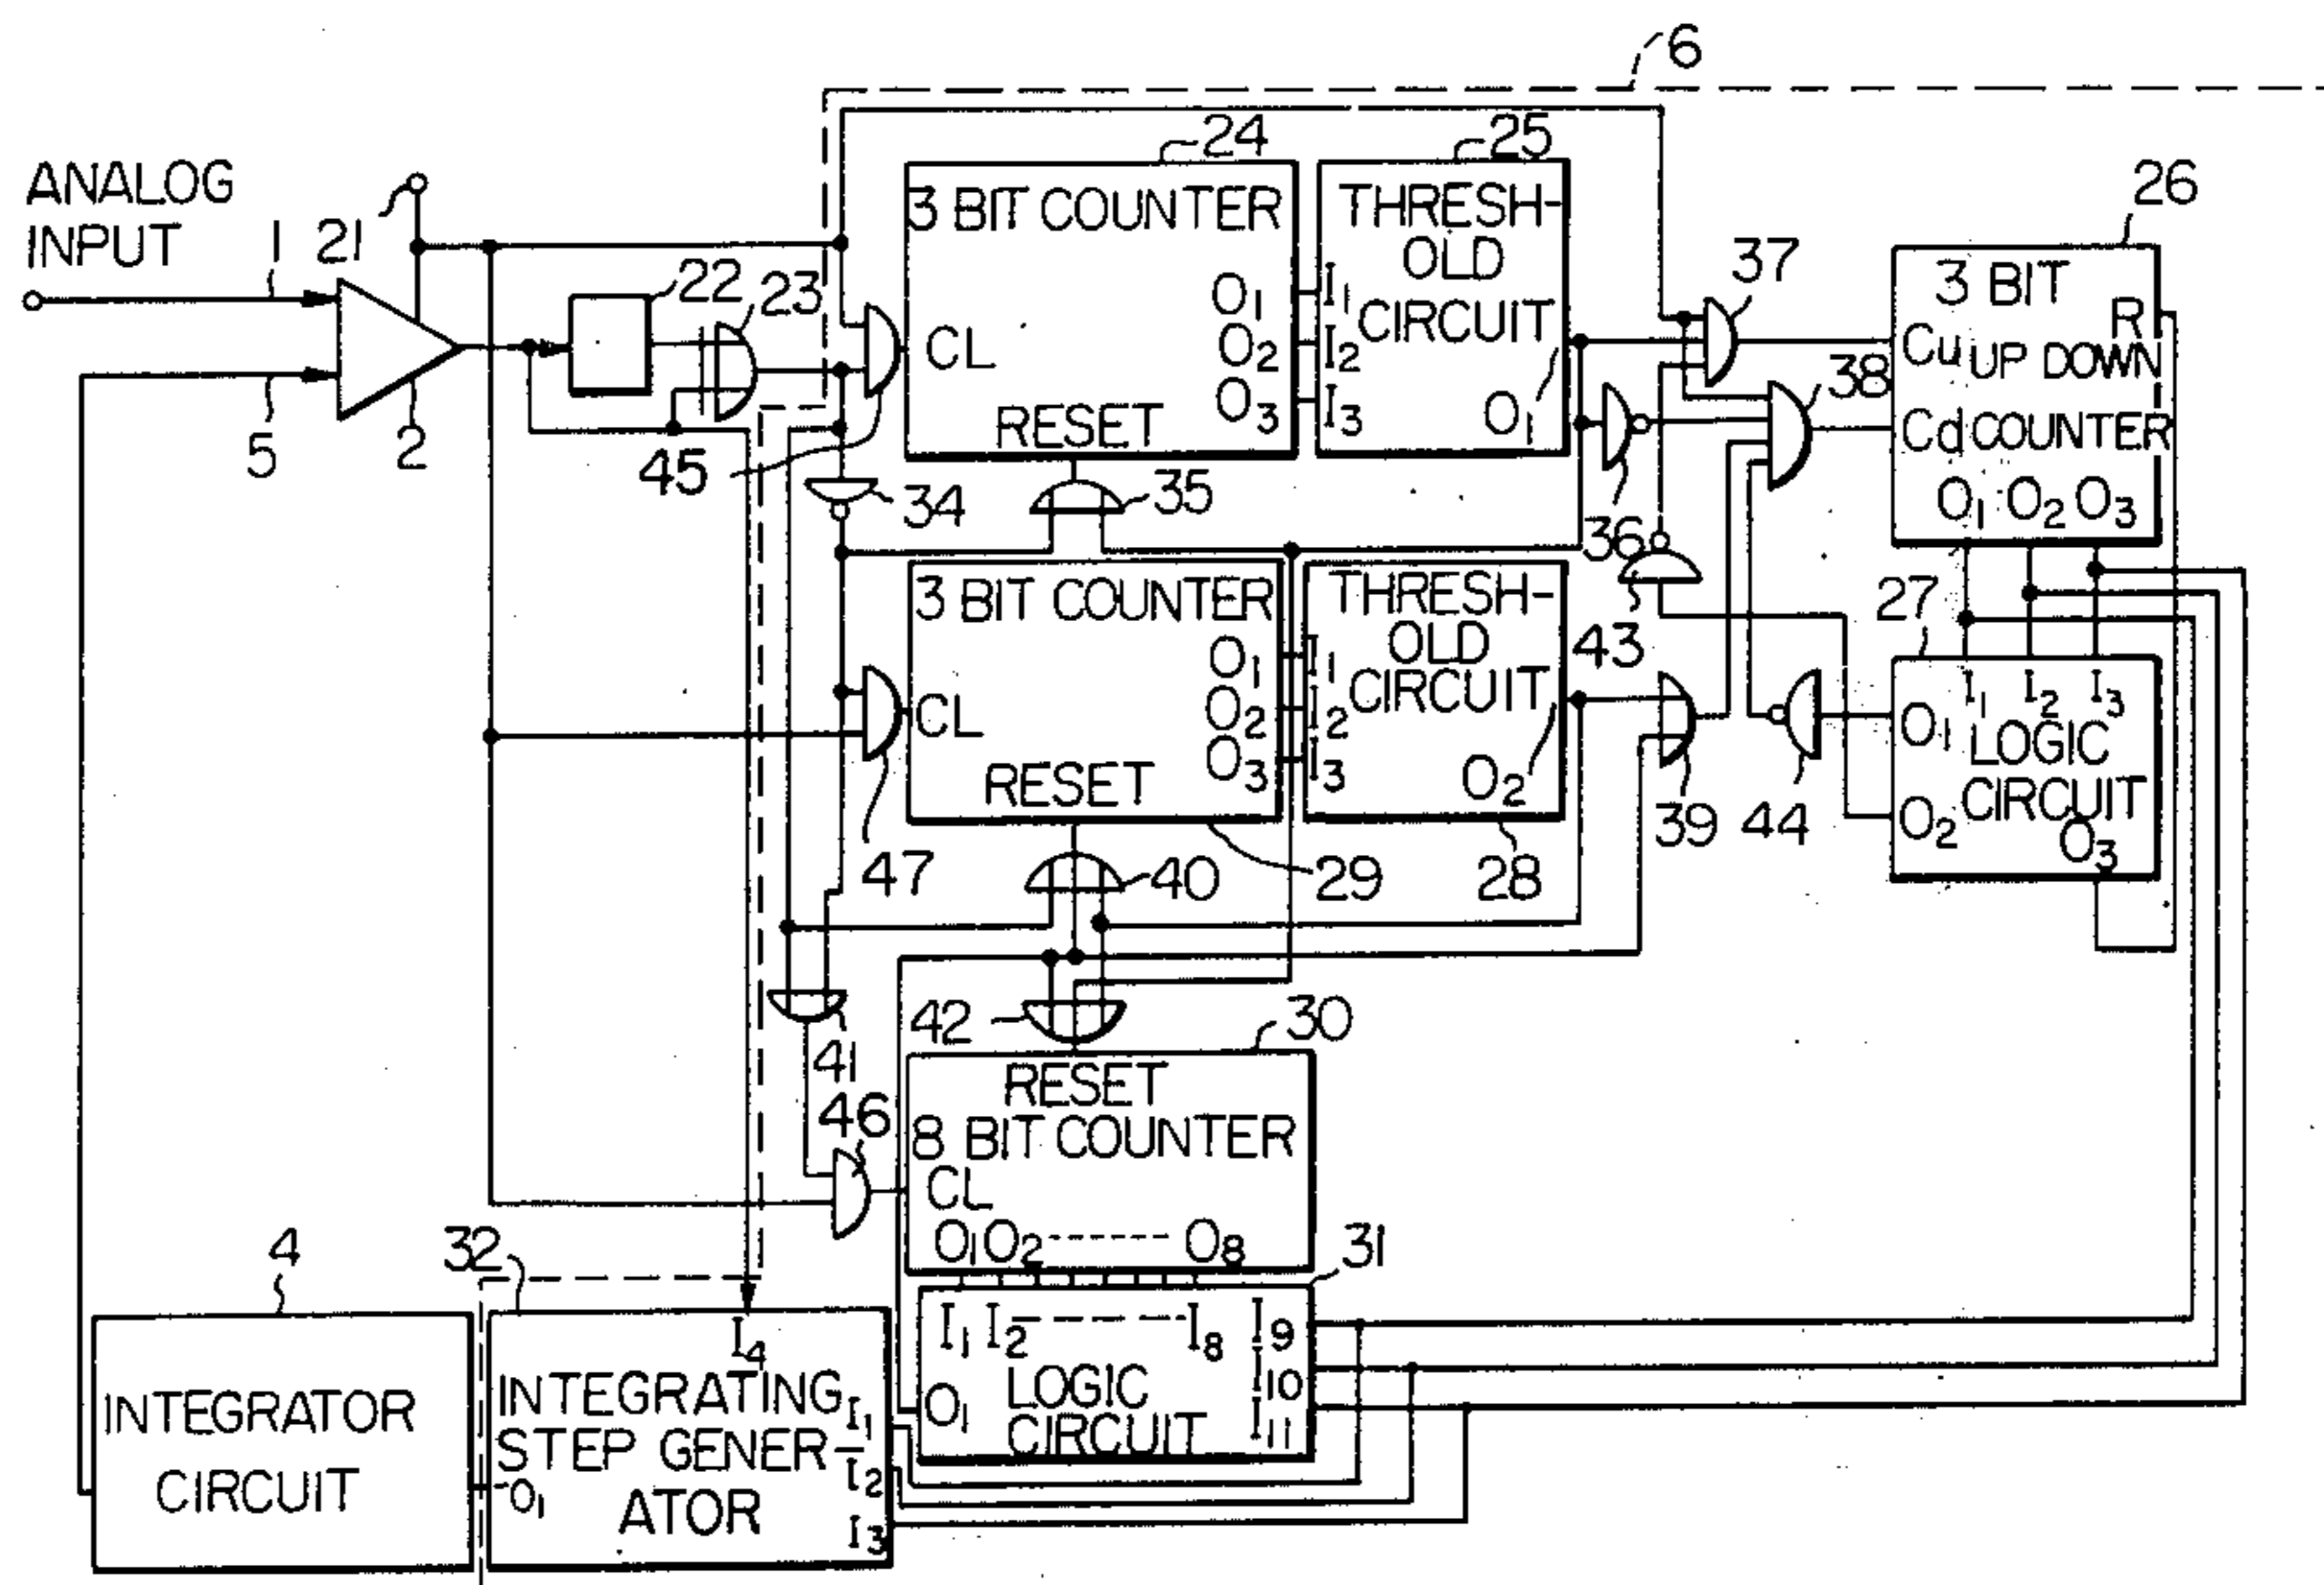 6
24
25
26
ANALOG
INPUT
1
21
22
23
37
38
3 BIT COUNTER
CL
O1
O2
O3
RESET
THRESH-
OLD
CIRCUIT
I1
I2
I3
O1
3 BIT
R
Cu UP DOWN
Cd COUNTER
O1 O2 O3
5
2
45
34
35
36
27
3 BIT COUNTER
CL
O1
O2
O3
RESET
THRESH-
OLD
CIRCUIT
I1
I2
I3
O2
43
I1 I2 I3
O1
LOGIC
CIRCUIT
O2
O3
47
40
29
28
39
44
42
30
41
46
RESET
8 BIT COUNTER
CL
O1 O2 O8
31
4
32
I4
INTEGRATOR
CIRCUIT
INTEGRATING
STEP GENER-
ATOR
O1
I1
I2
I3
I1 I2 I8 I9
I10
I11
LOGIC
CIRCUIT
O1